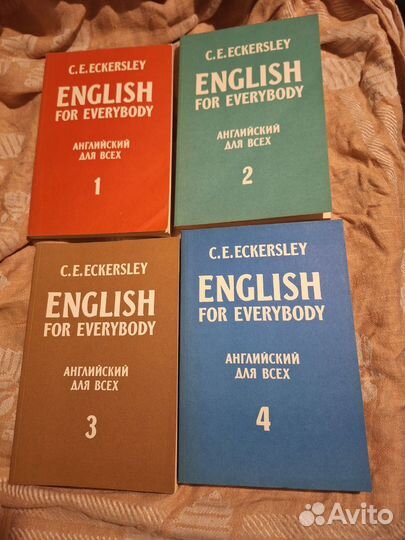 C. E. ECKERSLEY
ENGLISH
FOR EVERYBODY
АНГЛИЙСКИЙ
ДЛЯ ВСЕХ
1
C. E. ECKERSLEY
ENGLISH
FOR EVERYBODY
АНГЛИЙСКИЙ
ДЛЯ ВСЕХ
2
C. E. ECKERSLEY
ENGLISH
FOR EVERYBODY
АНГЛИЙСКИЙ
ДЛЯ ВСЕХ
3
C. E. ECKERSLEY
ENGLISH
FOR EVERYBODY
АНГЛИЙСКИЙ
ДЛЯ ВСЕХ
4
Avito